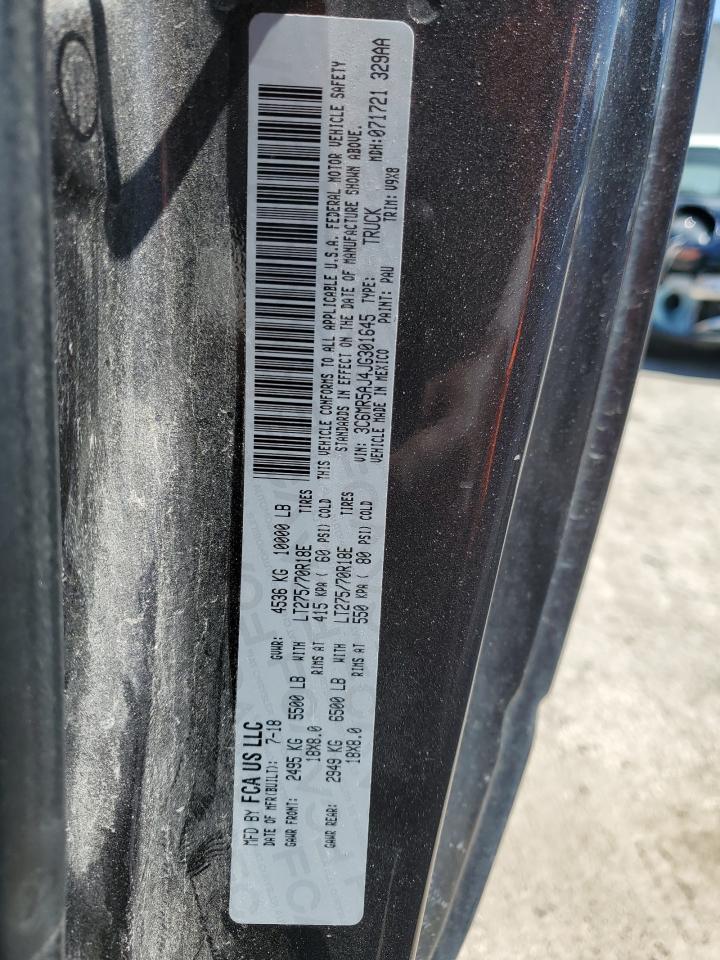 MFD BY FCA US LLC
DATE OF MFR(BUILT): 7-18 GVWR: 4536 KG 10000 LB
GAWR FRONT: 2495 KG 5500 LB WITH LT275/70R18E TIRES
18X8.0 RIMS AT 415 KPA( 60 PSI) COLD
GAWR REAR: 2949 KG 6500 LB WITH LT275/70R18E TIRES
18X8.0 RIMS AT 550 KPA ( 80 PSI) COLD
THIS VEHICLE CONFORMS TO ALL APPLICABLE U.S.A. FEDERAL MOTOR VEHICLE SAFETY
STANDARDS IN EFFECT ON THE DATE OF MANUFACTURE SHOWN ABOVE.
VIN: 3C6MR5AJ4JG301645 TYPE: TRUCK MDH:071721 329AA
VEHICLE MADE IN MEXICO PAINT: PAU TRIM: V9X8